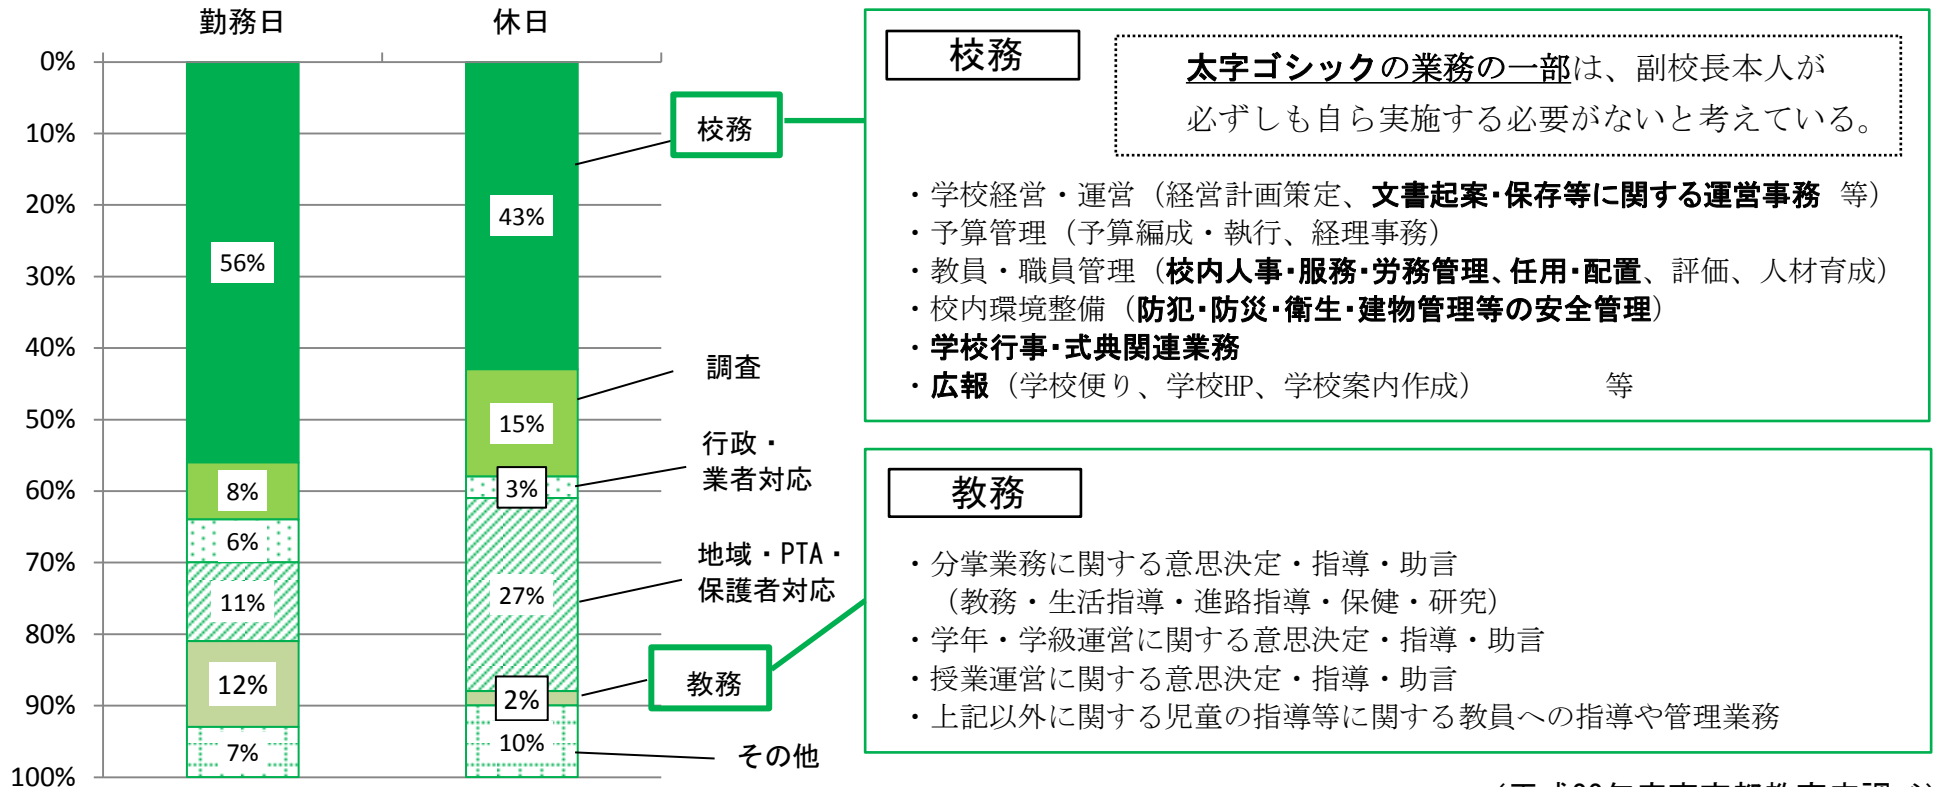 勤務日
休日
0%
10%
20%
30%
40%
50%
60%
70%
80%
90%
100%
56%
8%
6%
11%
12%
7%
43%
15%
3%
27%
2%
10%
校務
調査
行政・
業者対応
地域・PTA・
保護者対応
教務
その他
校務
太字ゴシックの業務の一部は、副校長本人が
必ずしも自ら実施する必要がないと考えている。
・学校経営・運営（経営計画策定、文書起案・保存等に関する運営事務 等）
・予算管理（予算編成・執行、経理事務）
・教員・職員管理（校内人事・服務・労務管理、任用・配置、評価、人材育成）
・校内環境整備（防犯・防災・衛生・建物管理等の安全管理）
・学校行事・式典関連業務
・広報（学校便り、学校HP、学校案内作成） 等
教務
・分掌業務に関する意思決定・指導・助言
（教務・生活指導・進路指導・保健・研究）
・学年・学級運営に関する意思決定・指導・助言
・授業運営に関する意思決定・指導・助言
・上記以外に関する児童の指導等に関する教員への指導や管理業務